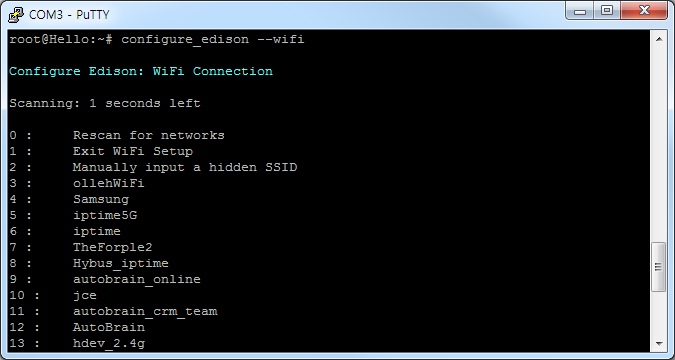 COM3 - PuTTY
root@Hello:~# configure_edison --wifi
Configure Edison: WiFi Connection
Scanning: 1 seconds left
0 :     Rescan for networks
1 :     Exit WiFi Setup
2 :     Manually input a hidden SSID
3 :     ollehWiFi
4 :     Samsung
5 :     iptime5G
6 :     iptime
7 :     TheForple2
8 :     Hybus_iptime
9 :     autobrain_online
10 :    jce
11 :    autobrain_crm_team
12 :    AutoBrain
13 :    hdev_2.4g